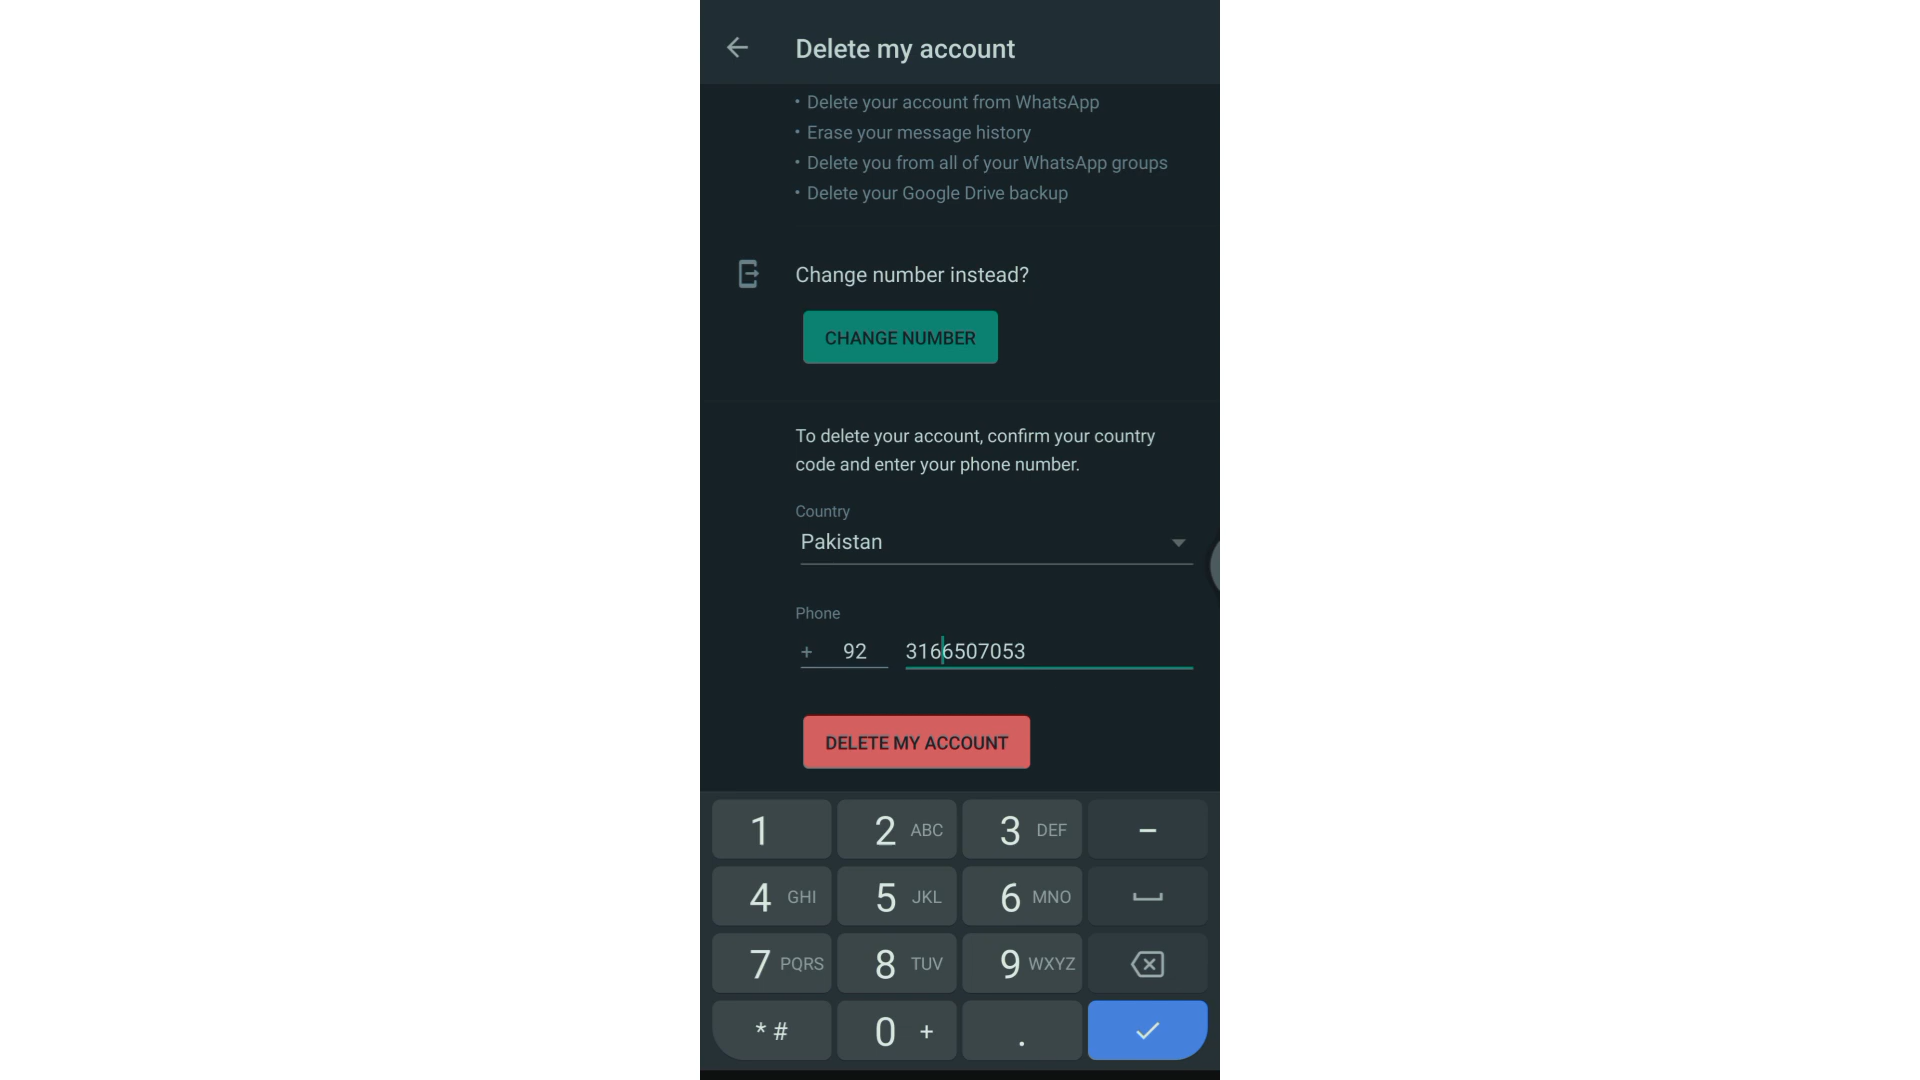 Delete my account
• Delete your account from WhatsApp
• Erase your message history
• Delete you from all of your WhatsApp groups
• Delete your Google Drive backup
Change number instead?
CHANGE NUMBER
To delete your account, confirm your country
code and enter your phone number.
Country
Pakistan
Phone
+ 92 3166507053
DELETE MY ACCOUNT
1 2 ABC 3 DEF –
4 GHI 5 JKL 6 MNO
7 PQRS 8 TUV 9 WXYZ
* # 0 + .